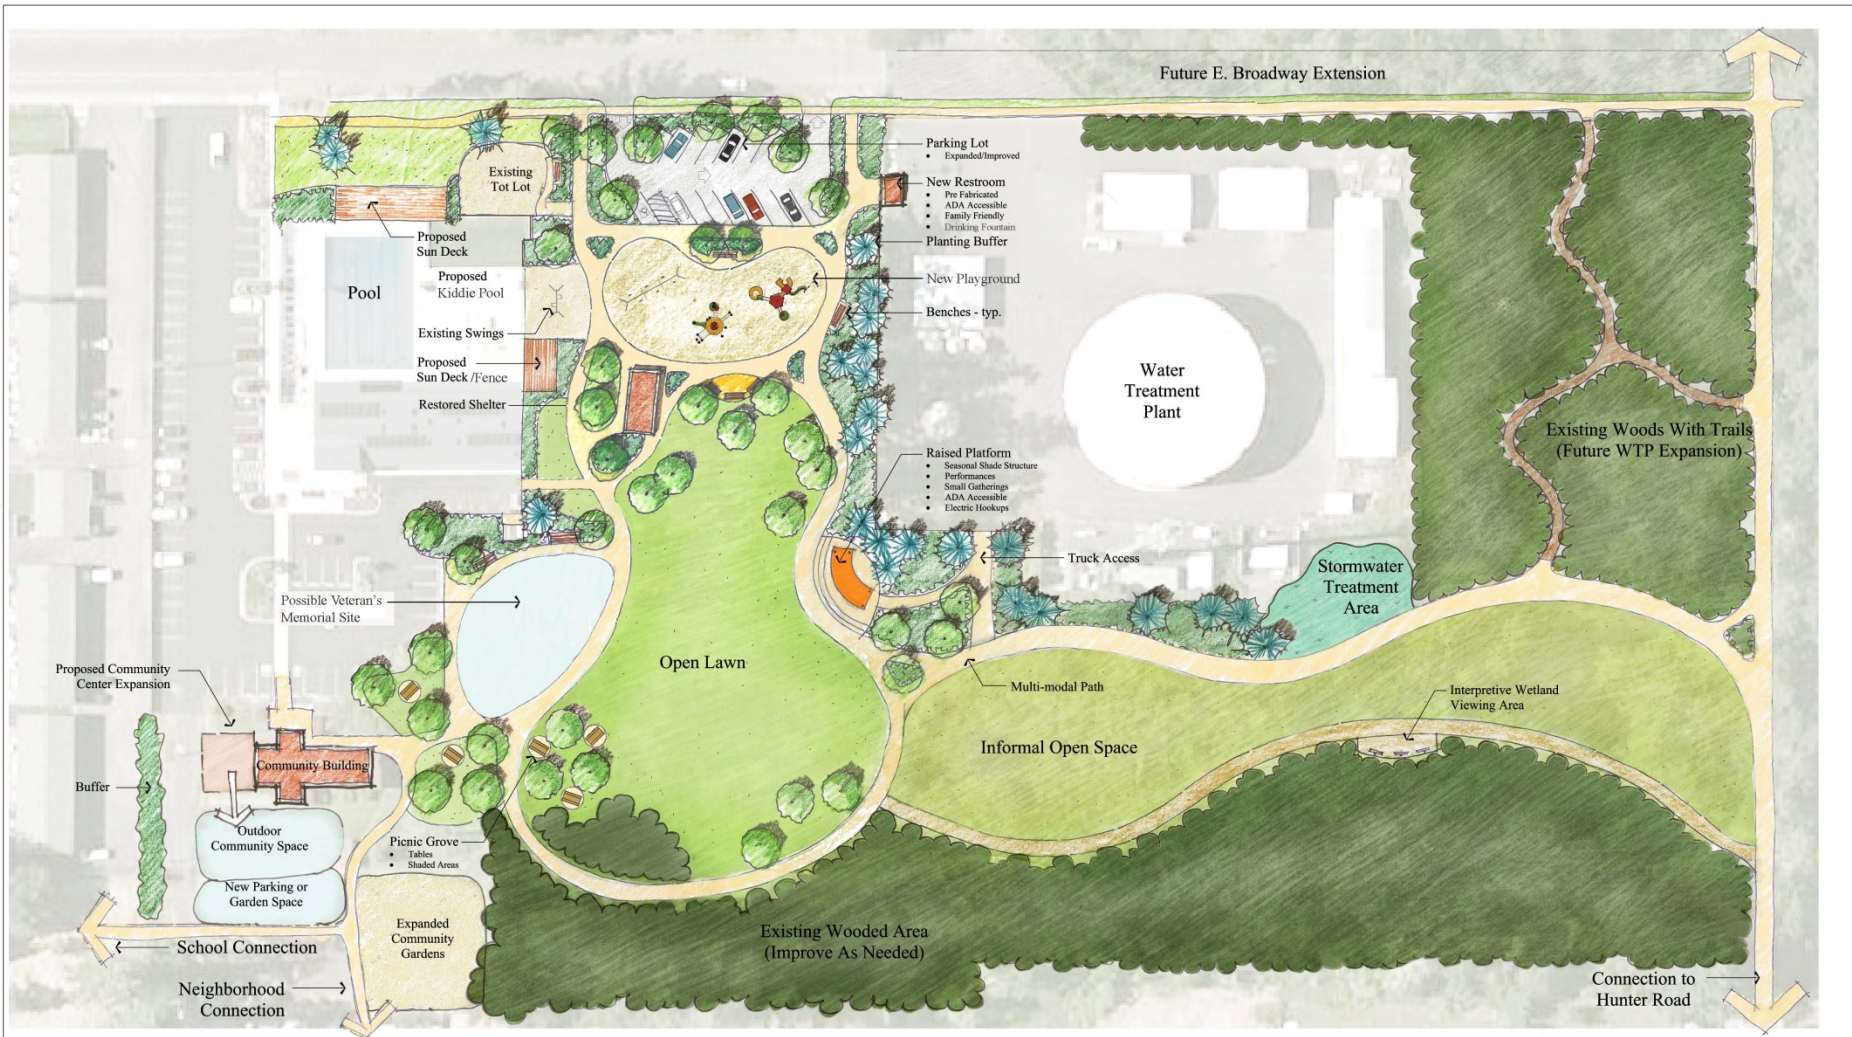 Future E. Broadway Extension
Parking Lot
• Expanded/Improved
New Restroom
• Pre Fabricated
• ADA Accessible
• Family Friendly
• Drinking Fountain
Planting Buffer
New Playground
Benches - typ.
Existing
Tot Lot
Proposed
Sun Deck
Pool
Proposed
Kiddie Pool
Existing Swings
Proposed
Sun Deck /Fence
Restored Shelter
Water
Treatment
Plant
Existing Woods With Trails
(Future WTP Expansion)
Raised Platform
• Seasonal Shade Structure
• Performances
• Small Gatherings
• ADA Accessible
• Electric Hookups
Truck Access
Stormwater
Treatment
Area
Possible Veteran's
Memorial Site
Open Lawn
Multi-modal Path
Interpretive Wetland
Viewing Area
Informal Open Space
Proposed Community
Center Expansion
Community Building
Buffer
Outdoor
Community Space
New Parking or
Garden Space
Picnic Grove
• Tables
• Shaded Areas
Expanded
Community
Gardens
Existing Wooded Area
(Improve As Needed)
School Connection
Neighborhood
Connection
Connection to
Hunter Road